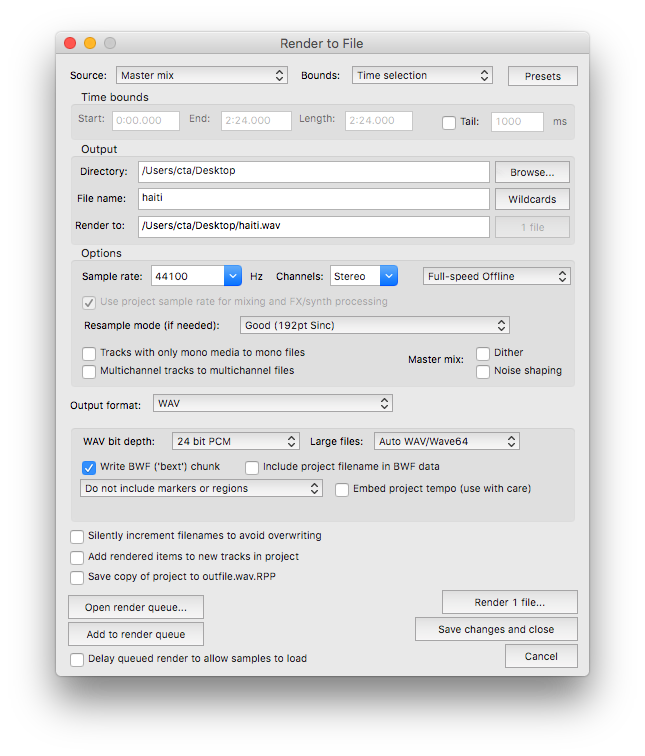 Render to File
Source: Master mix Bounds: Time selection Presets
Time bounds
Start: 0:00.000 End: 2:24.000 Length: 2:24.000 Tail: 1000 ms
Output
Directory: /Users/cta/Desktop Browse...
File name: haiti Wildcards
Render to: /Users/cta/Desktop/haiti.wav 1 file
Options
Sample rate: 44100 Hz Channels: Stereo Full-speed Offline
Use project sample rate for mixing and FX/synth processing
Resample mode (if needed): Good (192pt Sinc)
Tracks with only mono media to mono files Master mix: Dither
Multichannel tracks to multichannel files Noise shaping
Output format: WAV
WAV bit depth: 24 bit PCM Large files: Auto WAV/Wave64
Write BWF ('bext') chunk Include project filename in BWF data
Do not include markers or regions Embed project tempo (use with care)
Silently increment filenames to avoid overwriting
Add rendered items to new tracks in project
Save copy of project to outfile.wav.RPP
Open render queue... Render 1 file...
Add to render queue Save changes and close
Delay queued render to allow samples to load Cancel